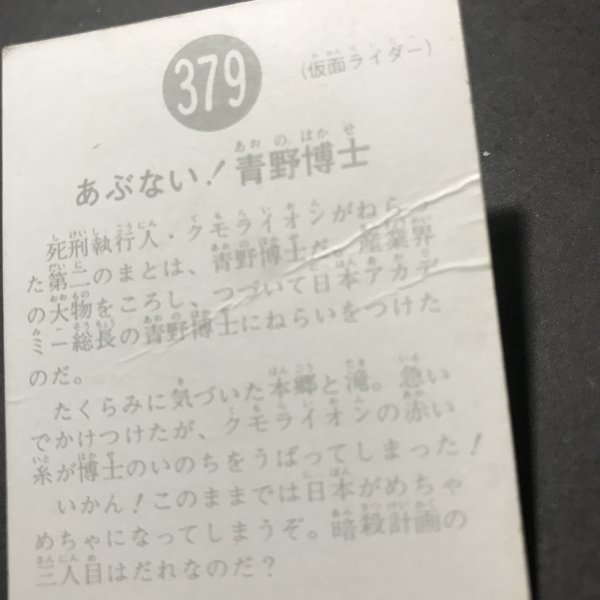 379
(仮面ライダー)
あぶない!青野博士
死刑執行人・クモライオンがねらっ
た第二のまとは、青野博士だ。産業界
の大物をころし、つづいて日本アカデ
ミー総長の青野博士にねらいをつけた
のだ。
たくらみに気づいた本郷と滝。急い
でかけつけたが、クモライオンの赤い
糸が博士のいのちをうばってしまった!
いかん!このままでは日本がめちゃ
めちゃになってしまうぞ。暗殺計画の
三人目はだれなのだ?